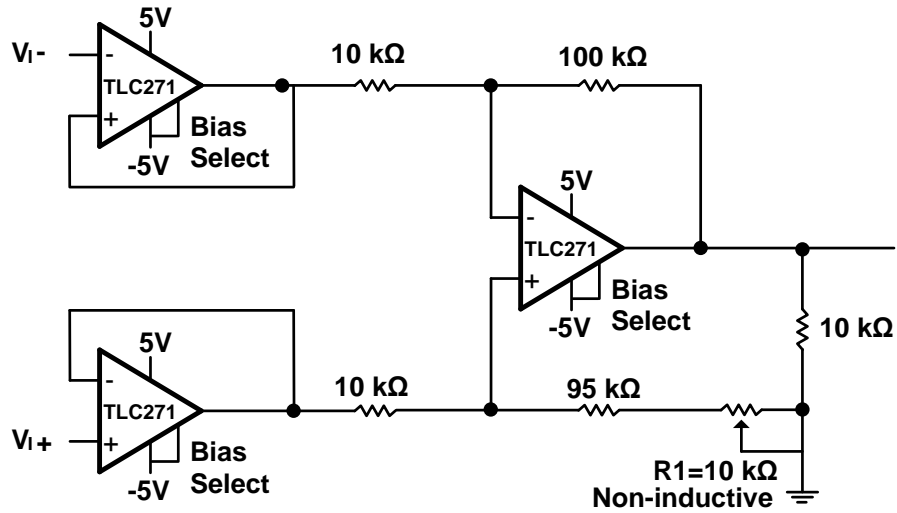 5V
10 kΩ
100 kΩ
VI-
-
TLC271
+
Bias
Select
-5V
5V
-
TLC271
+
Bias
Select
-5V
10 kΩ
5V
10 kΩ
95 kΩ
-
TLC271
VI+
+
Bias
Select
-5V
R1=10 kΩ
Non-inductive